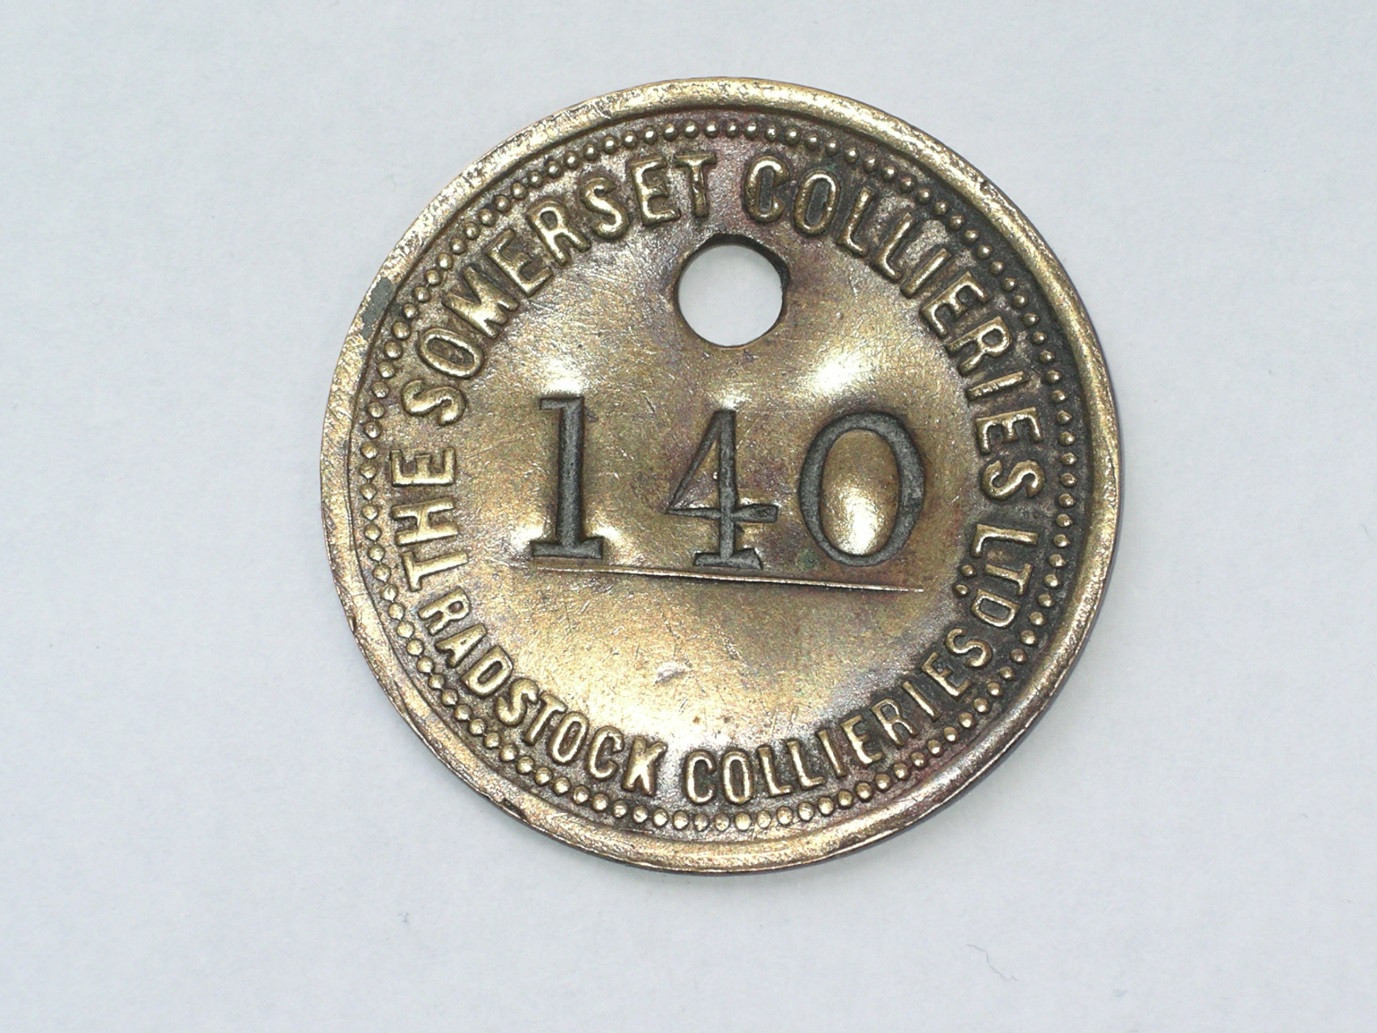 THE SOMERSET COLLIERIES LTD.
140
RADSTOCK COLLIERIES